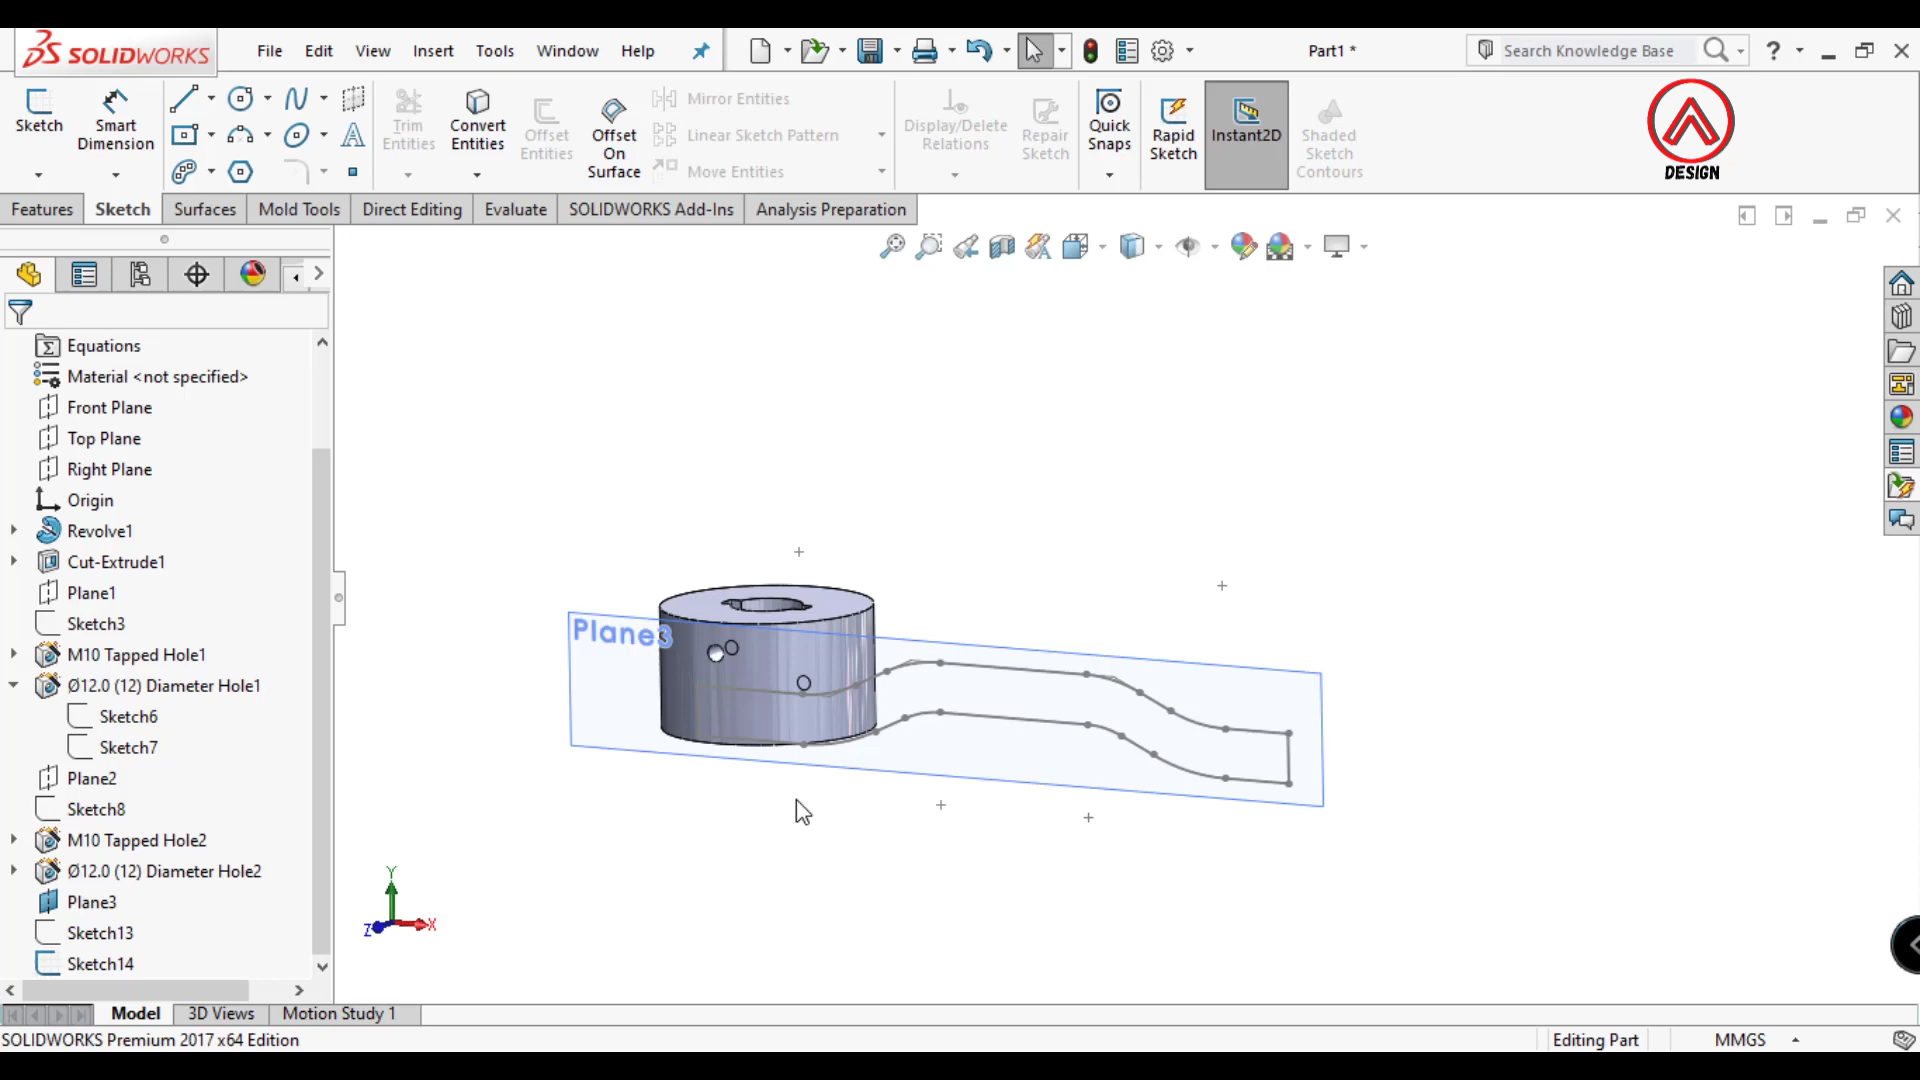 SOLIDWORKS File Edit View Insert Tools Window Help Part1 * Search Knowledge Base ?
Sketch Smart Dimension Trim Entities Convert Entities Offset Entities Offset On Surface Mirror Entities Linear Sketch Pattern Move Entities Display/Delete Relations Repair Sketch Quick Snaps Rapid Sketch Instant2D Shaded Sketch Contours
DESIGN
Features Sketch Surfaces Mold Tools Direct Editing Evaluate SOLIDWORKS Add-Ins Analysis Preparation
Equations
Material <not specified>
Front Plane
Top Plane
Right Plane
Origin
Revolve1
Cut-Extrude1
Plane1
Sketch3
M10 Tapped Hole1
Ø12.0 (12) Diameter Hole1
Sketch6
Sketch7
Plane2
Sketch8
M10 Tapped Hole2
Ø12.0 (12) Diameter Hole2
Plane3
Sketch13
Sketch14
Plane3
Y
Z
X
Model 3D Views Motion Study 1
SOLIDWORKS Premium 2017 x64 Edition Editing Part MMGS